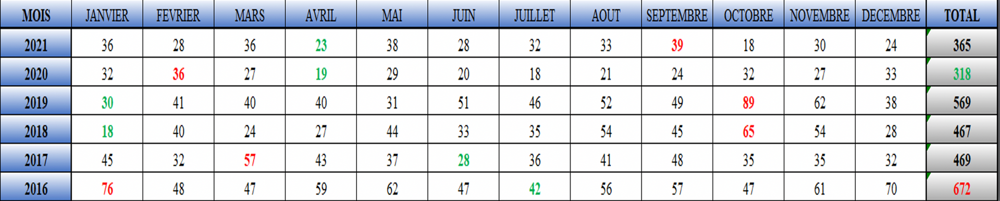 MOIS JANVIER FEVRIER MARS AVRIL MAI JUIN JUILLET AOUT SEPTEMBRE OCTOBRE NOVEMBRE DECEMBRE TOTAL
2021 36 28 36 23 38 28 32 33 39 18 30 24 365
2020 32 36 27 19 29 20 18 21 24 32 27 33 318
2019 30 41 40 40 31 51 46 52 49 89 62 38 569
2018 18 40 24 27 44 33 35 54 45 65 54 28 467
2017 45 32 57 43 37 28 36 41 48 35 35 32 469
2016 76 48 47 59 62 47 42 56 57 47 61 70 672